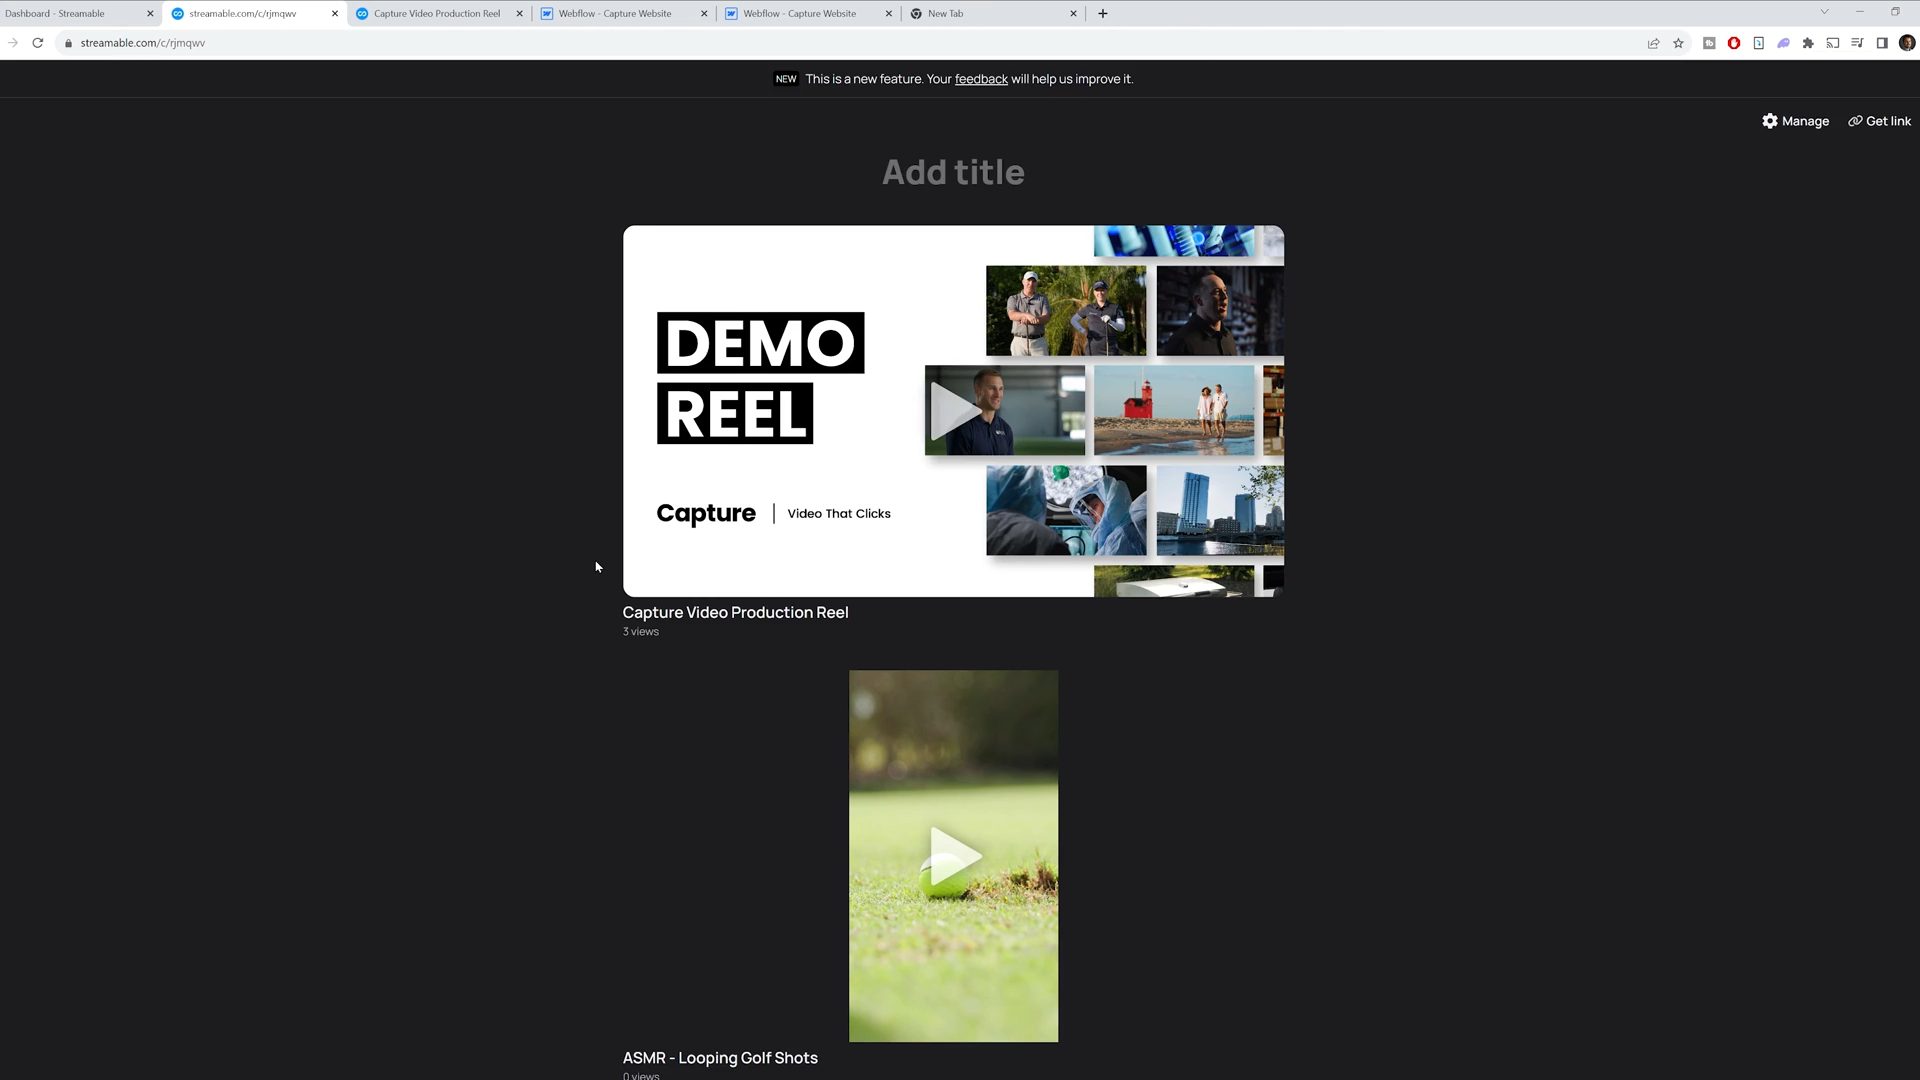 Dashboard - Streamable
streamable.com/c/rjmqwv
Capture Video Production Reel
Webflow - Capture Website
Webflow - Capture Website
New Tab
streamable.com/c/rjmqwv
NEW This is a new feature. Your feedback will help us improve it.
Manage
Get link
Add title
DEMO
REEL
Capture | Video That Clicks
Capture Video Production Reel
3 views
ASMR - Looping Golf Shots
0 views